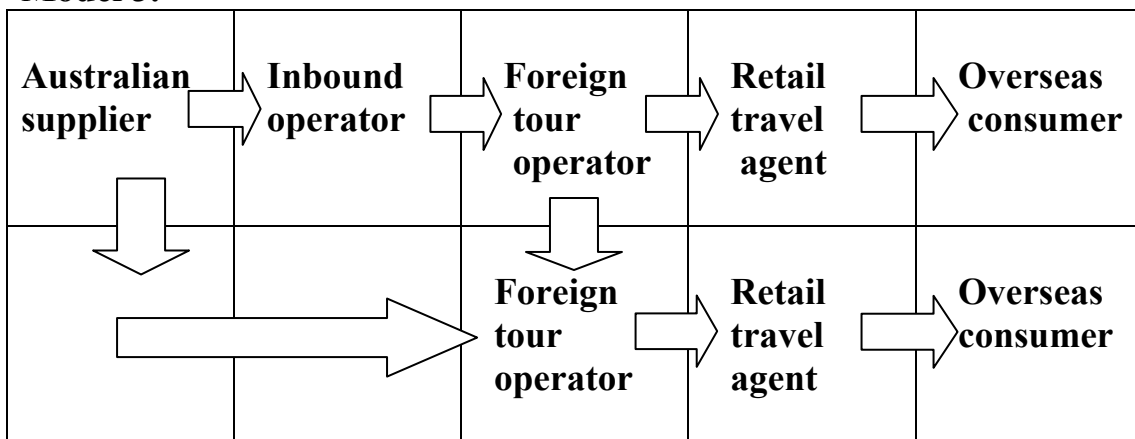 Australian
supplier
Inbound
operator
Foreign
tour
operator
Retail
travel
agent
Overseas
consumer
Foreign
tour
operator
Retail
travel
agent
Overseas
consumer